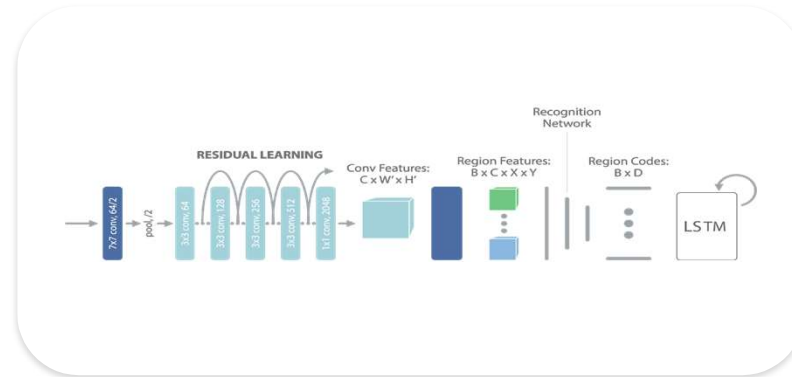 RESIDUAL LEARNING
7x7 conv, 64/2
pool, /2
3x3 conv, 64
3x3 conv, 128
3x3 conv, 256
3x3 conv, 512
1x1 conv, 2048
Conv Features:
C x W' x H'
Region Features:
B x C x X x Y
Recognition
Network
Region Codes:
B x D
LSTM